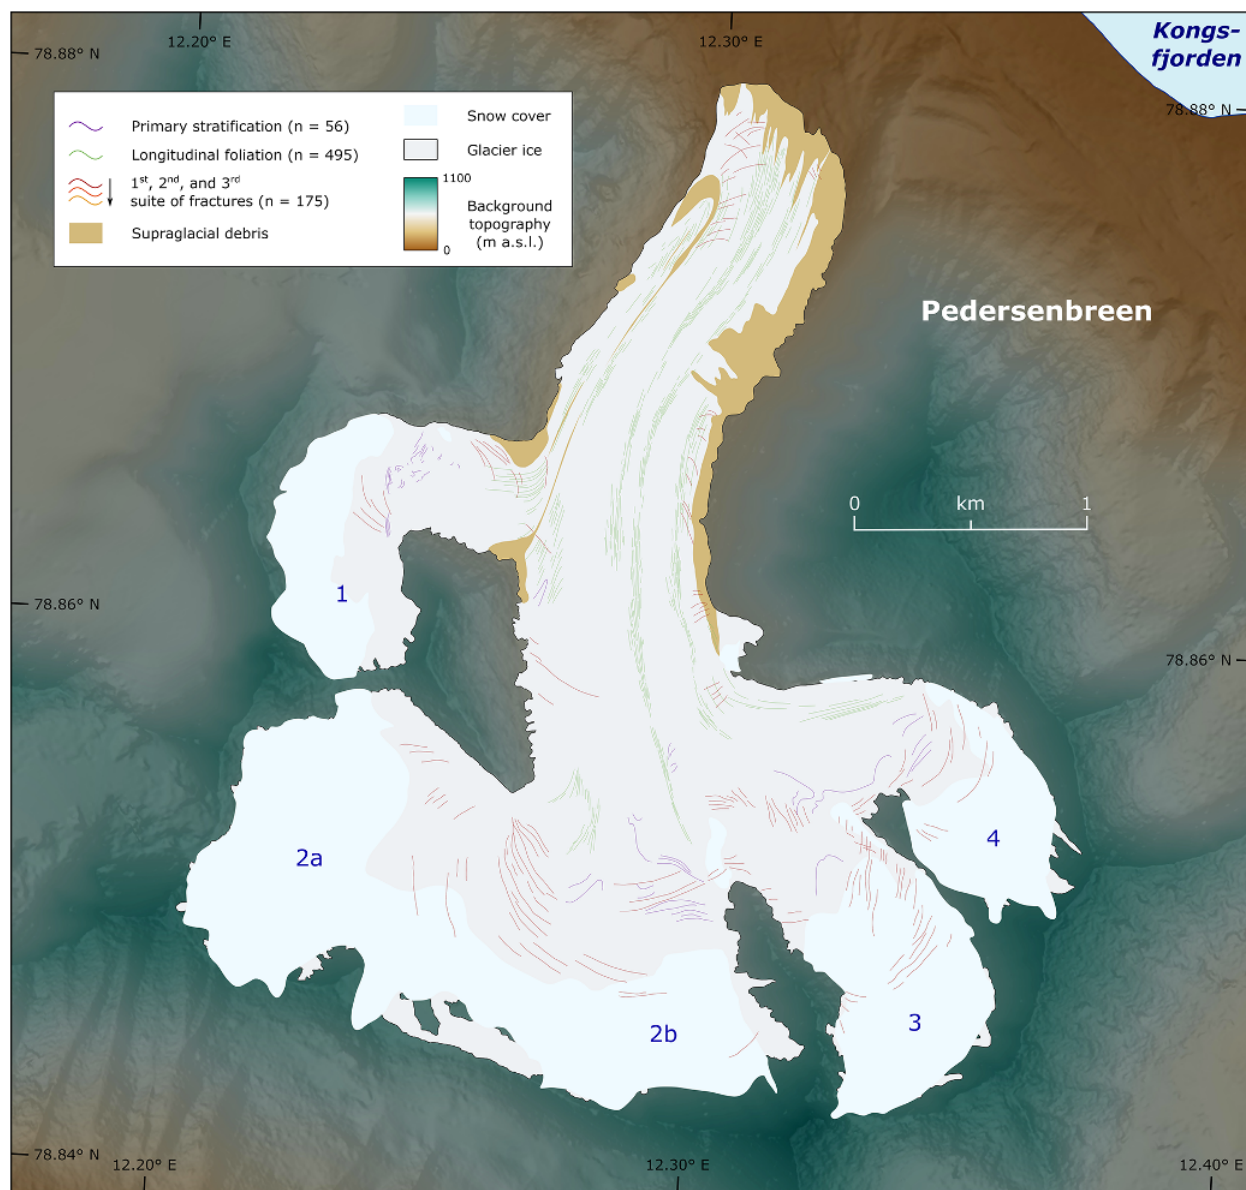 12.20° E
12.30° E
Kongs-
fjorden
78.88° N
78.88° N
Primary stratification (n = 56)
Longitudinal foliation (n = 495)
1st, 2nd, and 3rd
suite of fractures (n = 175)
Supraglacial debris
Snow cover
Glacier ice
1100
Background
topography
(m a.s.l.)
0
Pedersenbreen
0 km 1
1
78.86° N
78.86° N
2a
4
3
2b
78.84° N
12.20° E
12.30° E
12.40° E